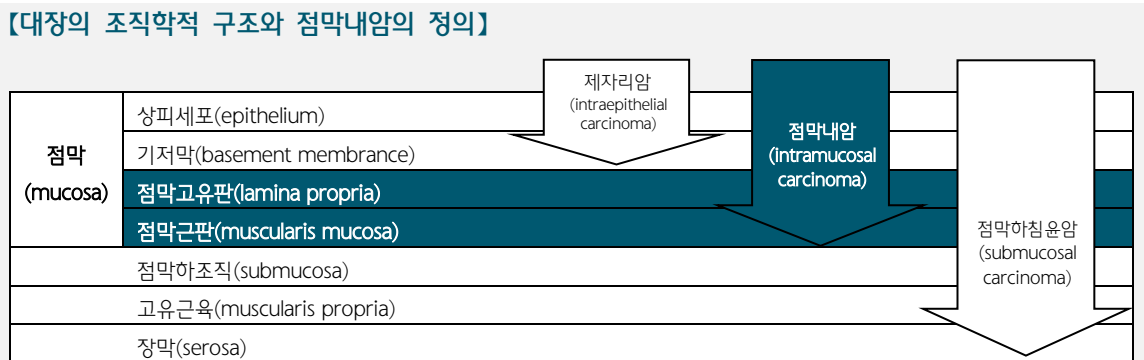 【대장의 조직학적 구조와 점막내암의 정의】
제자리암
(intraepithelial
carcinoma)
점막내암
(intramucosal
carcinoma)
점막하침윤암
(submucosal
carcinoma)
점막
(mucosa)
상피세포(epithelium)
기저막(basement membrance)
점막고유판(lamina propria)
점막근판(muscularis mucosa)
점막하조직(submucosa)
고유근육(muscularis propria)
장막(serosa)